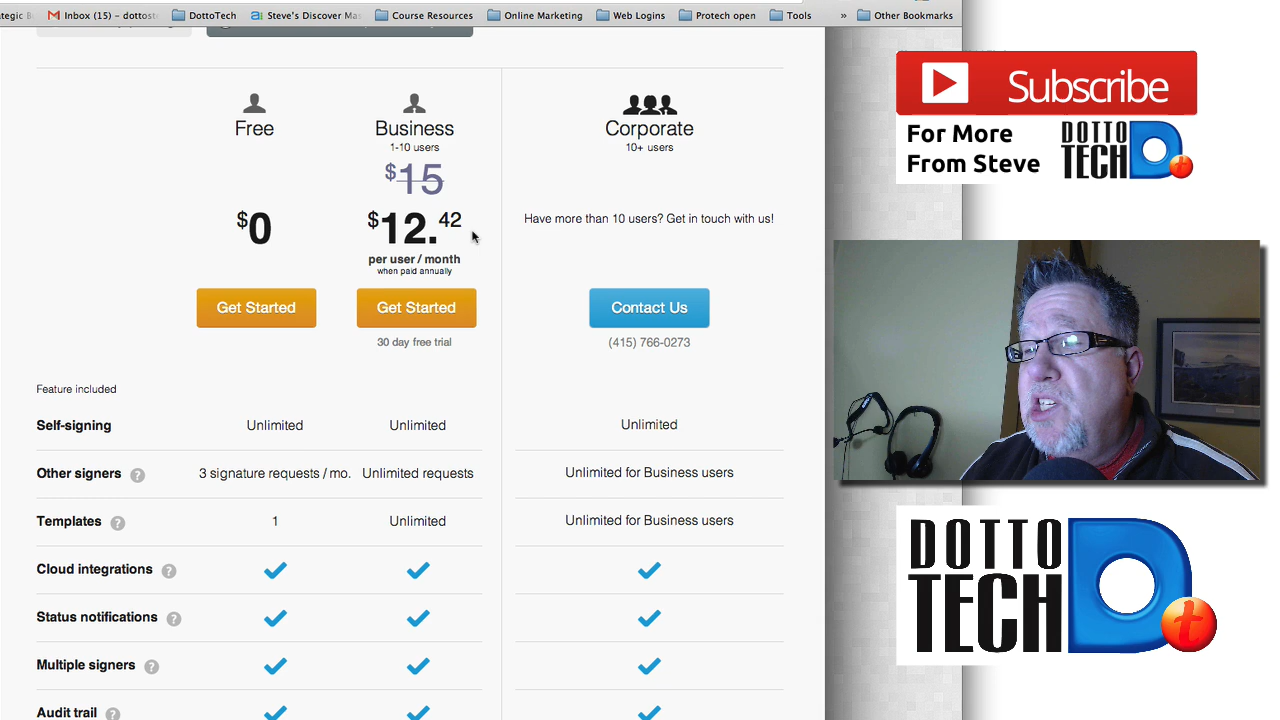 ategic B
Inbox (15) – dottost
DottoTech
Steve's Discover Mas
Course Resources
Online Marketing
Web Logins
Protech open
Tools
»
Other Bookmarks
Free
Business
1-10 users
$15
Corporate
10+ users
$0
$12.42
per user / month
when paid annually
Have more than 10 users? Get in touch with us!
Get Started
Get Started
30 day free trial
Contact Us
(415) 766-0273
Feature included
Self-signing Unlimited Unlimited Unlimited
Other signers ? 3 signature requests / mo. Unlimited requests Unlimited for Business users
Templates ? 1 Unlimited Unlimited for Business users
Cloud integrations ?
Status notifications ?
Multiple signers ?
Audit trail ?
Subscribe
For More
From Steve
DOTTO
TECH
t
DOTTO
TECH
t